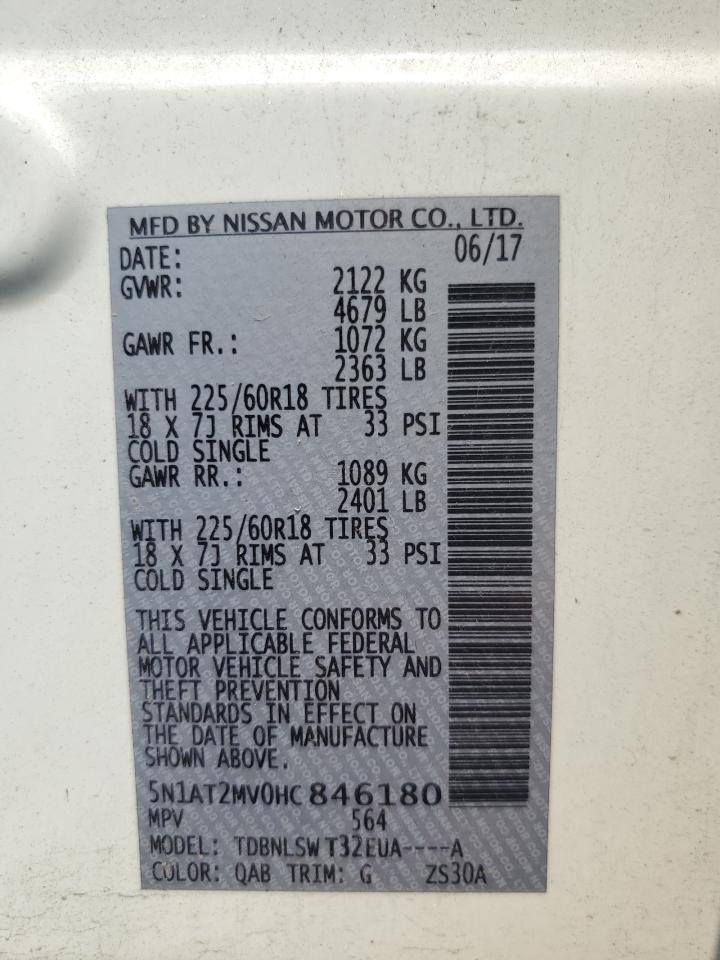 MFD BY NISSAN MOTOR CO., LTD.
DATE: 06/17
GVWR: 2122 KG
4679 LB
GAWR FR.: 1072 KG
2363 LB
WITH 225/60R18 TIRES
18 X 7J RIMS AT 33 PSI
COLD SINGLE
GAWR RR.: 1089 KG
2401 LB
WITH 225/60R18 TIRES
18 X 7J RIMS AT 33 PSI
COLD SINGLE
THIS VEHICLE CONFORMS TO
ALL APPLICABLE FEDERAL
MOTOR VEHICLE SAFETY AND
THEFT PREVENTION
STANDARDS IN EFFECT ON
THE DATE OF MANUFACTURE
SHOWN ABOVE.
5N1AT2MV0HC846180
MPV 564
MODEL: TDBNLSW T32EUA----A
COLOR: QAB TRIM: G ZS30A